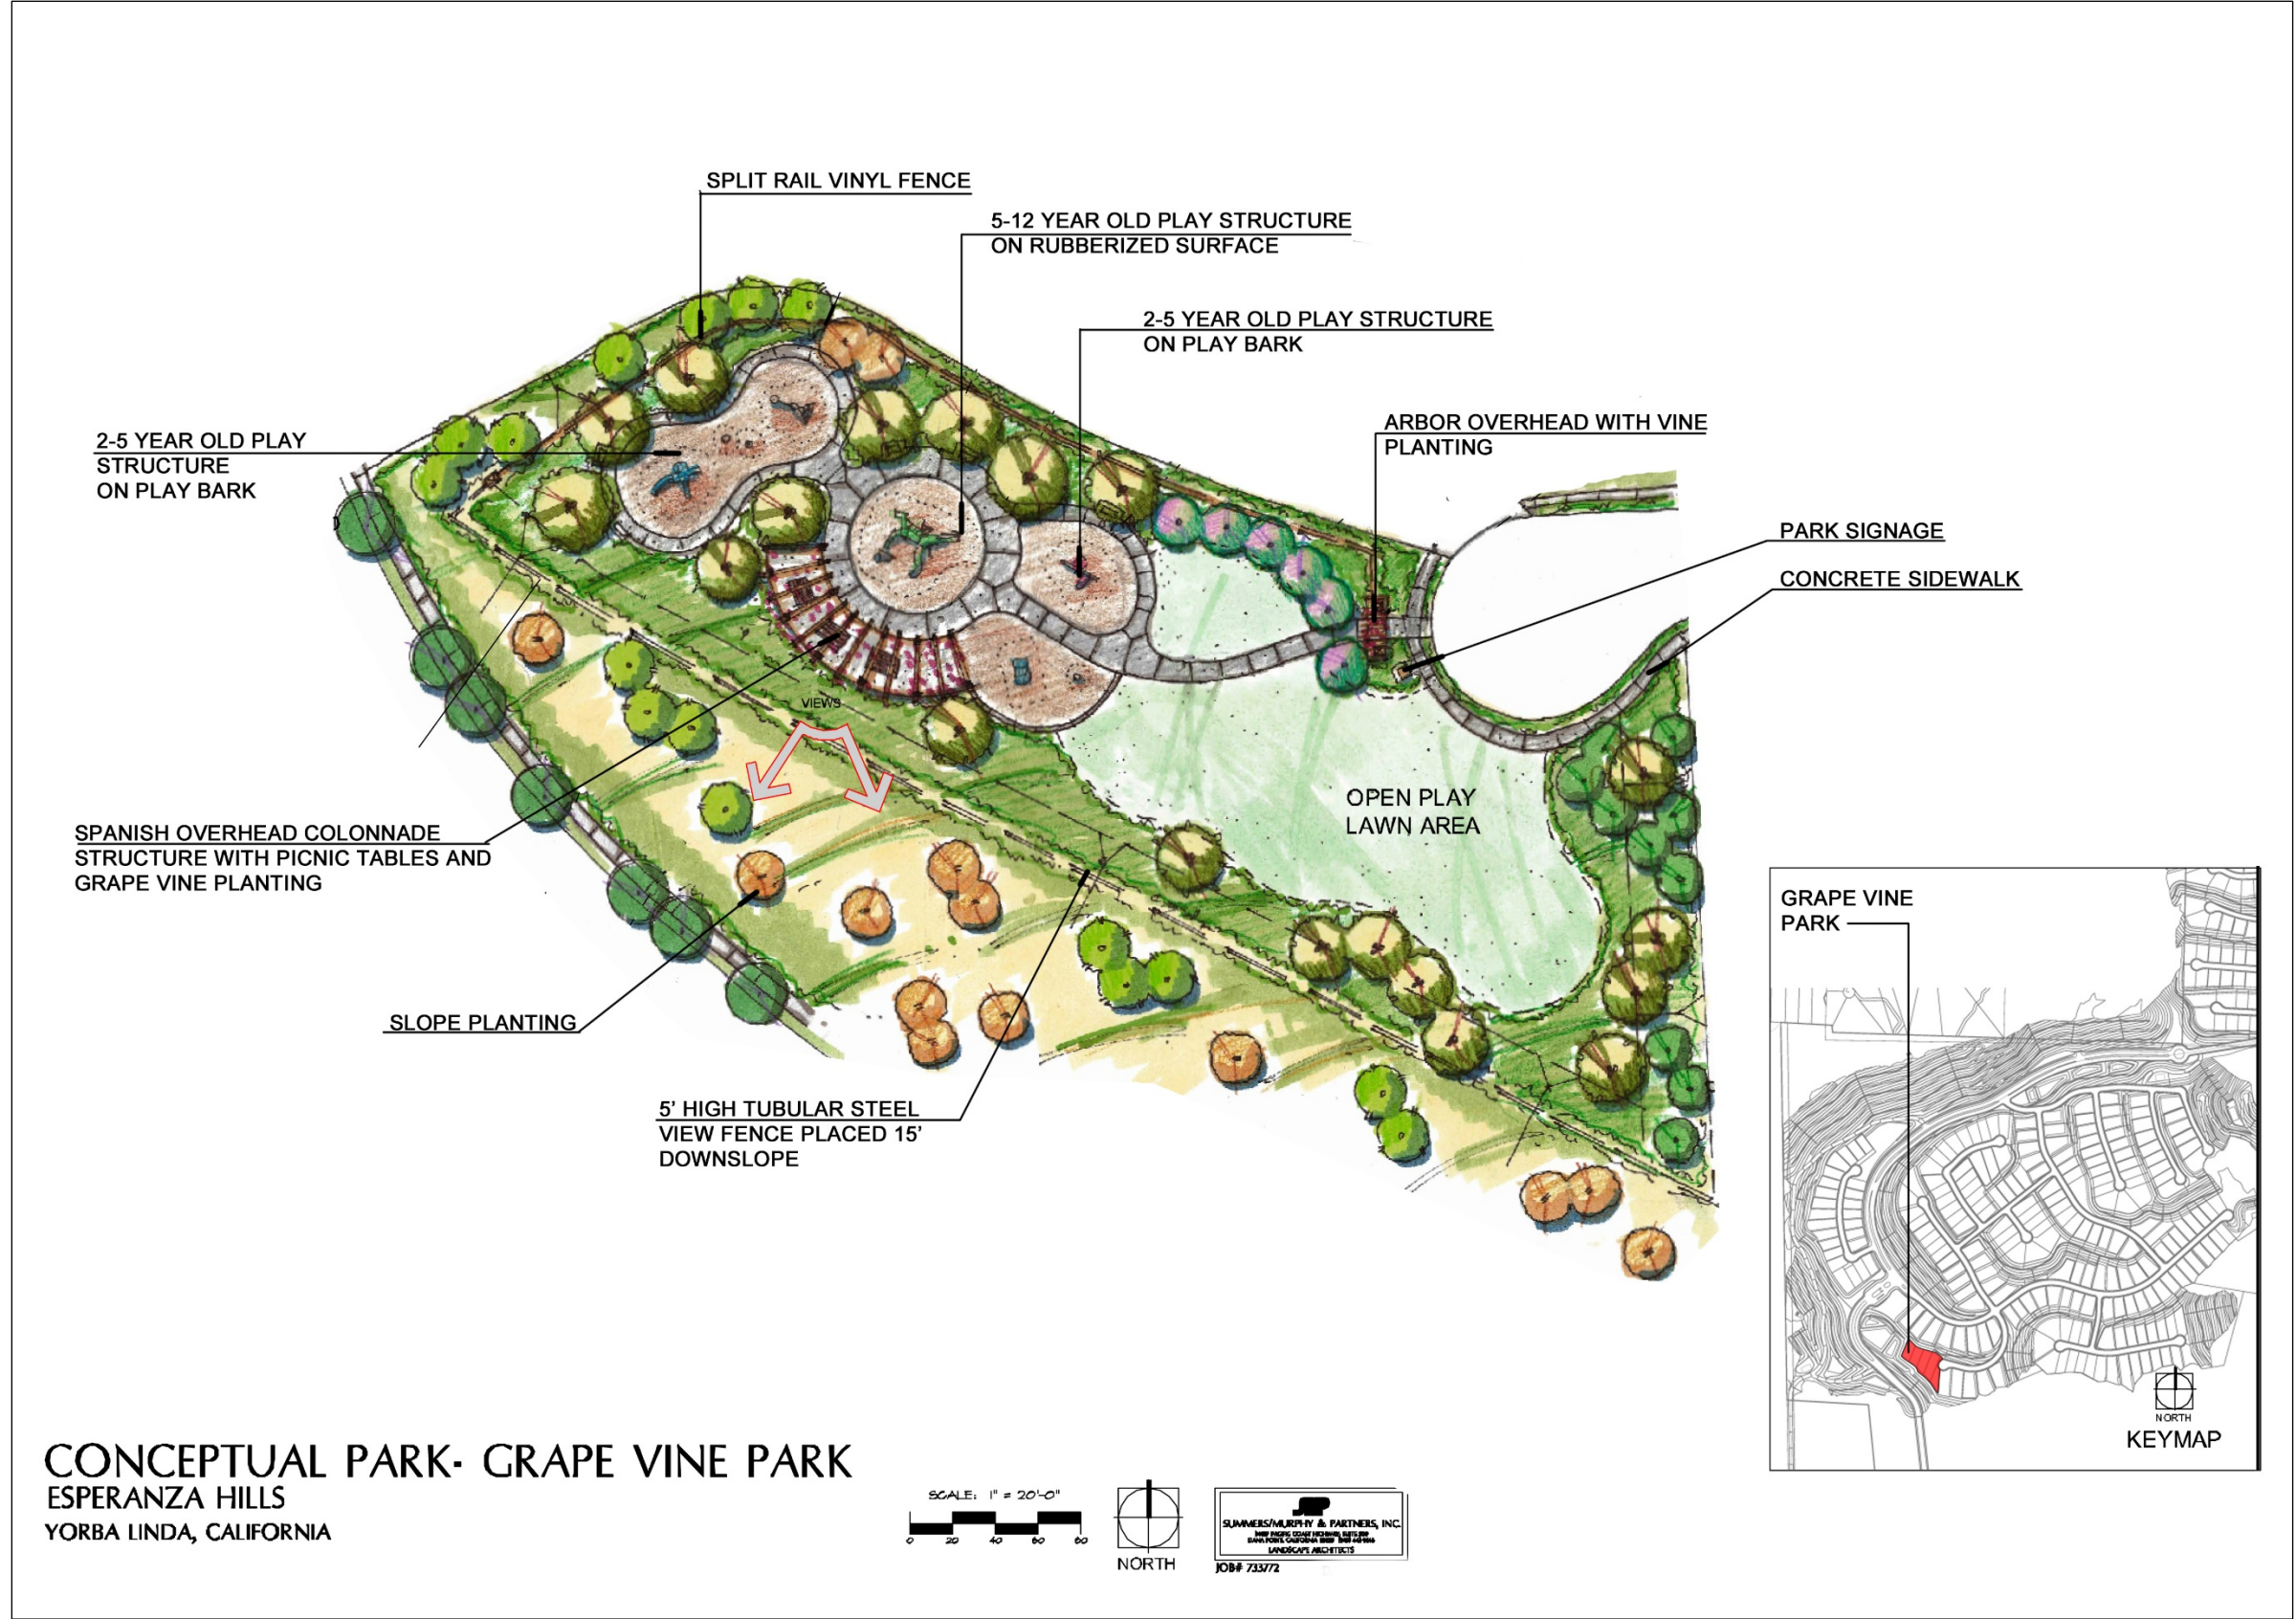 SPLIT RAIL VINYL FENCE
5-12 YEAR OLD PLAY STRUCTURE
ON RUBBERIZED SURFACE
2-5 YEAR OLD PLAY STRUCTURE
ON PLAY BARK
ARBOR OVERHEAD WITH VINE
PLANTING
2-5 YEAR OLD PLAY
STRUCTURE
ON PLAY BARK
PARK SIGNAGE
CONCRETE SIDEWALK
VIEWS
OPEN PLAY
LAWN AREA
SPANISH OVERHEAD COLONNADE
STRUCTURE WITH PICNIC TABLES AND
GRAPE VINE PLANTING
SLOPE PLANTING
5' HIGH TUBULAR STEEL
VIEW FENCE PLACED 15'
DOWNSLOPE
GRAPE VINE
PARK
NORTH
KEYMAP
CONCEPTUAL PARK- GRAPE VINE PARK
ESPERANZA HILLS
YORBA LINDA, CALIFORNIA
SCALE: 1" = 20'-0"
0 20 40 60 80
NORTH
SUMMERS/MURPHY & PARTNERS, INC.
LANDSCAPE ARCHITECTS
JOB# 733772